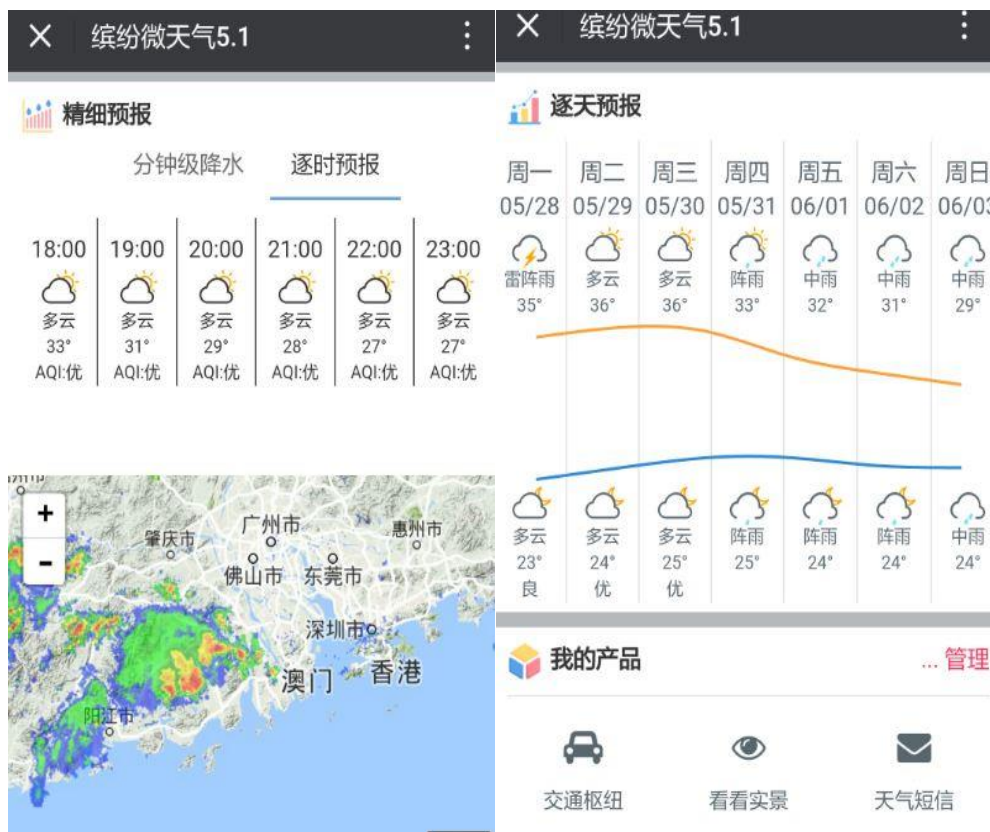 缤纷微天气5.1
精细预报
分钟级降水 逐时预报
18:00 19:00 20:00 21:00 22:00 23:00
多云 多云 多云 多云 多云 多云
33° 31° 29° 28° 27° 27°
AQI:优 AQI:优 AQI:优 AQI:优 AQI:优 AQI:优
+
-
广州市
惠州市
肇庆市
佛山市 东莞市
深圳市
澳门 香港
阳江市
缤纷微天气5.1
逐天预报
周一 周二 周三 周四 周五 周六 周日
05/28 05/29 05/30 05/31 06/01 06/02 06/03
雷阵雨 多云 多云 阵雨 中雨 中雨 中雨
35° 36° 36° 33° 32° 31° 29°
多云 多云 多云 阵雨 阵雨 阵雨 中雨
23° 24° 25° 25° 24° 24° 24°
良 优 优
我的产品 ... 管理
交通枢纽 看看实景 天气短信